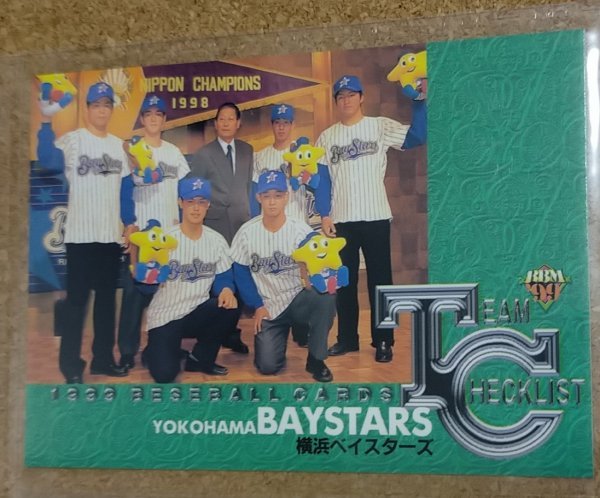 NIPPON CHAMPIONS
1998
BayStars
BayStars
BayStars
BBM
99
TEAM
CHECKLIST
1999 BASEBALL CARDS
YOKOHAMA BAYSTARS
横浜ベイスターズ